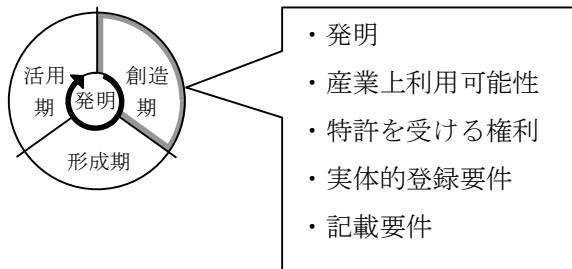 活用
期
発明
創造
期
形成期
・発明
・産業上利用可能性
・特許を受ける権利
・実体的登録要件
・記載要件